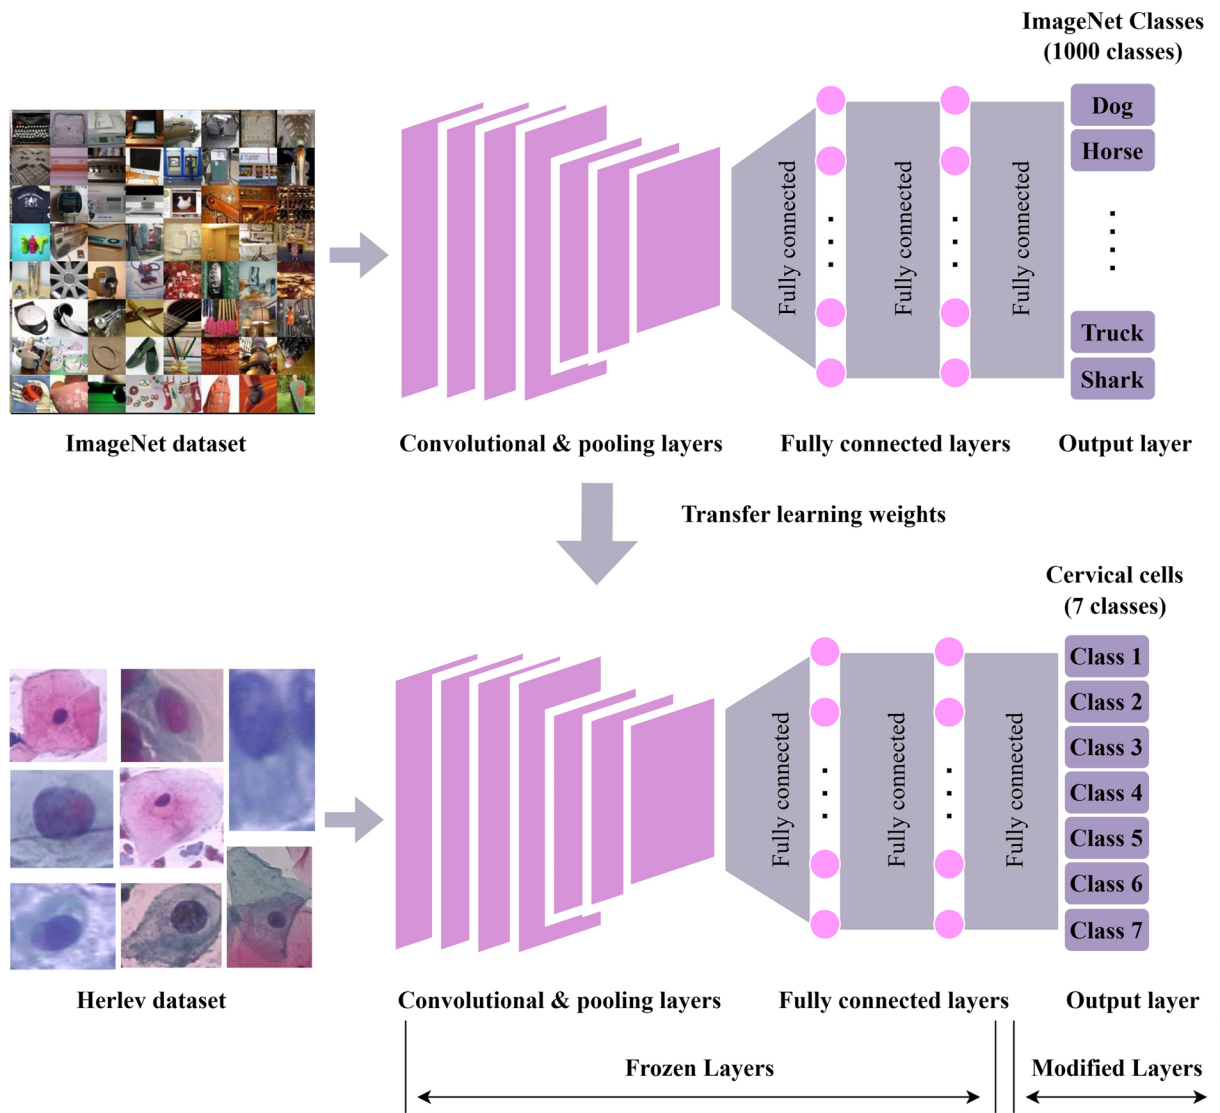 ImageNet Classes
(1000 classes)
Dog
Horse
Truck
Shark
Fully connected
Fully connected
Fully connected
ImageNet dataset
Convolutional & pooling layers
Fully connected layers
Output layer
Transfer learning weights
Cervical cells
(7 classes)
Class 1
Class 2
Class 3
Class 4
Class 5
Class 6
Class 7
Fully connected
Fully connected
Fully connected
Herlev dataset
Convolutional & pooling layers
Fully connected layers
Output layer
Frozen Layers
Modified Layers